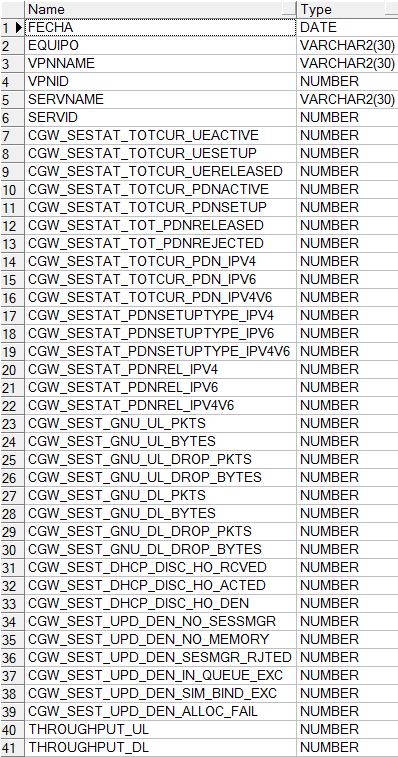 Name Type
1 FECHA DATE
2 EQUIPO VARCHAR2(30)
3 VPNNAME VARCHAR2(30)
4 VPNID NUMBER
5 SERVNAME VARCHAR2(30)
6 SERVID NUMBER
7 CGW_SESTAT_TOTCUR_UEACTIVE NUMBER
8 CGW_SESTAT_TOTCUR_UESETUP NUMBER
9 CGW_SESTAT_TOTCUR_UERELEASED NUMBER
10 CGW_SESTAT_TOTCUR_PDNACTIVE NUMBER
11 CGW_SESTAT_TOTCUR_PDNSETUP NUMBER
12 CGW_SESTAT_TOT_PDNRELEASED NUMBER
13 CGW_SESTAT_TOT_PDNREJECTED NUMBER
14 CGW_SESTAT_TOTCUR_PDN_IPV4 NUMBER
15 CGW_SESTAT_TOTCUR_PDN_IPV6 NUMBER
16 CGW_SESTAT_TOTCUR_PDN_IPV4V6 NUMBER
17 CGW_SESTAT_PDNSETUPTYPE_IPV4 NUMBER
18 CGW_SESTAT_PDNSETUPTYPE_IPV6 NUMBER
19 CGW_SESTAT_PDNSETUPTYPE_IPV4V6 NUMBER
20 CGW_SESTAT_PDNREL_IPV4 NUMBER
21 CGW_SESTAT_PDNREL_IPV6 NUMBER
22 CGW_SESTAT_PDNREL_IPV4V6 NUMBER
23 CGW_SEST_GNU_UL_PKTS NUMBER
24 CGW_SEST_GNU_UL_BYTES NUMBER
25 CGW_SEST_GNU_UL_DROP_PKTS NUMBER
26 CGW_SEST_GNU_UL_DROP_BYTES NUMBER
27 CGW_SEST_GNU_DL_PKTS NUMBER
28 CGW_SEST_GNU_DL_BYTES NUMBER
29 CGW_SEST_GNU_DL_DROP_PKTS NUMBER
30 CGW_SEST_GNU_DL_DROP_BYTES NUMBER
31 CGW_SEST_DHCP_DISC_HO_RCVED NUMBER
32 CGW_SEST_DHCP_DISC_HO_ACTED NUMBER
33 CGW_SEST_DHCP_DISC_HO_DEN NUMBER
34 CGW_SEST_UPD_DEN_NO_SESSMGR NUMBER
35 CGW_SEST_UPD_DEN_NO_MEMORY NUMBER
36 CGW_SEST_UPD_DEN_SESMGR_RJTED NUMBER
37 CGW_SEST_UPD_DEN_IN_QUEUE_EXC NUMBER
38 CGW_SEST_UPD_DEN_SIM_BIND_EXC NUMBER
39 CGW_SEST_UPD_DEN_ALLOC_FAIL NUMBER
40 THROUGHPUT_UL NUMBER
41 THROUGHPUT_DL NUMBER